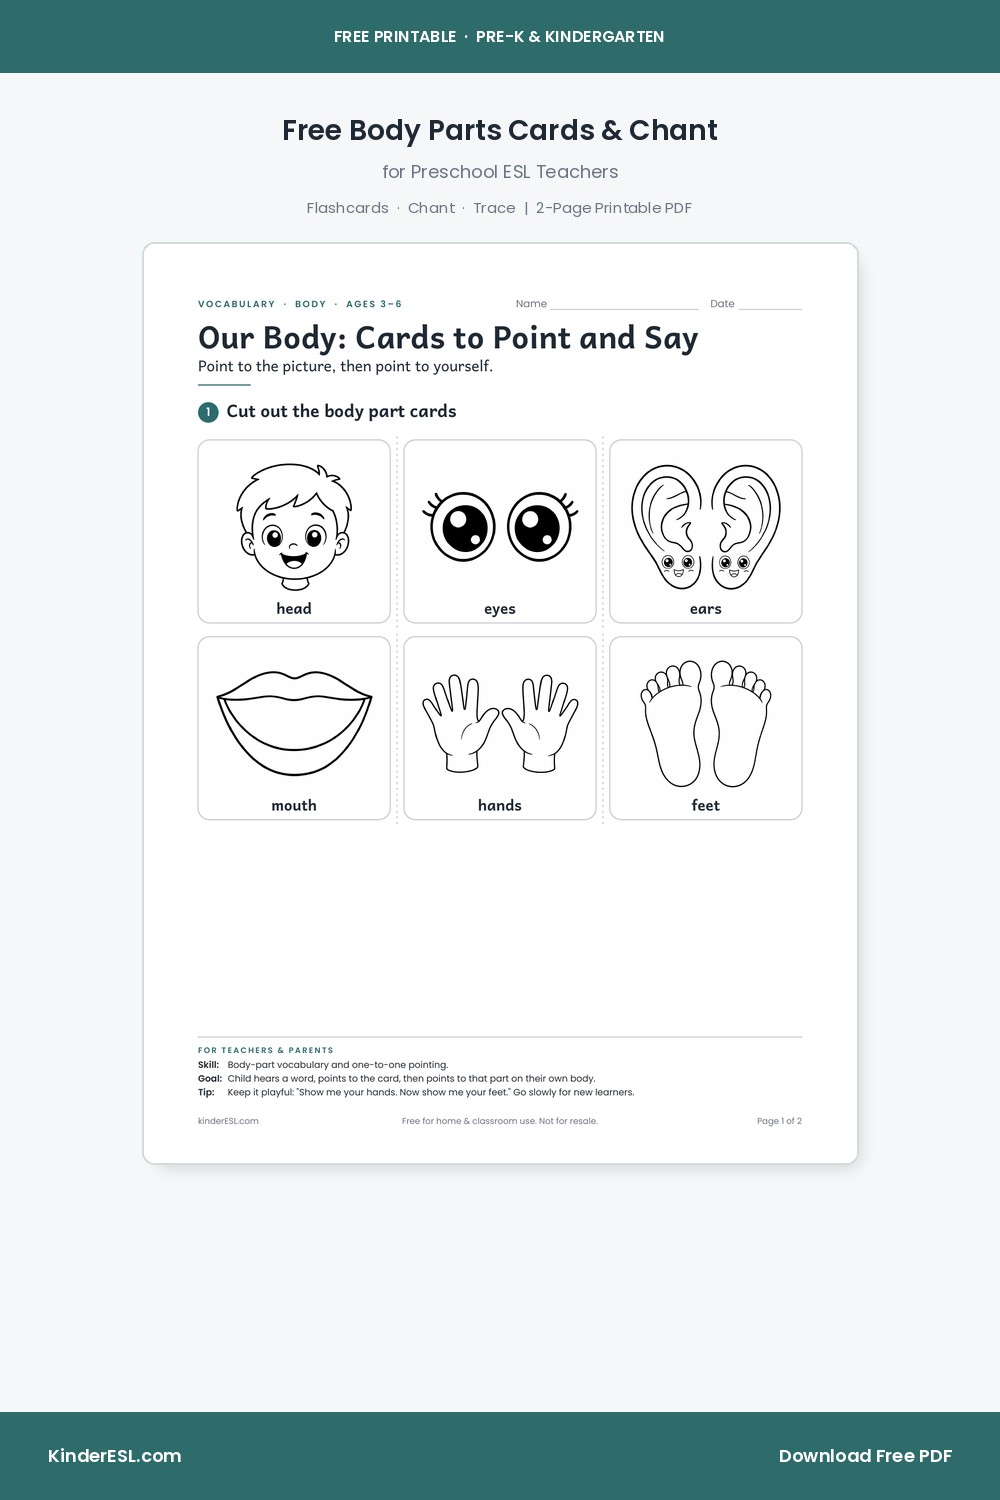 FREE PRINTABLE · PRE-K & KINDERGARTEN
Free Body Parts Cards & Chant
for Preschool ESL Teachers
Flashcards · Chant · Trace | 2-Page Printable PDF
VOCABULARY · BODY · AGES 3–6
Name Date
Our Body: Cards to Point and Say
Point to the picture, then point to yourself.
1 Cut out the body part cards
head eyes ears
mouth hands feet
FOR TEACHERS & PARENTS
Skill: Body-part vocabulary and one-to-one pointing.
Goal: Child hears a word, points to the card, then points to that part on their own body.
Tip: Keep it playful: "Show me your hands. Now show me your feet." Go slowly for new learners.
kinderESL.com Free for home & classroom use. Not for resale. Page 1 of 2
KinderESL.com Download Free PDF